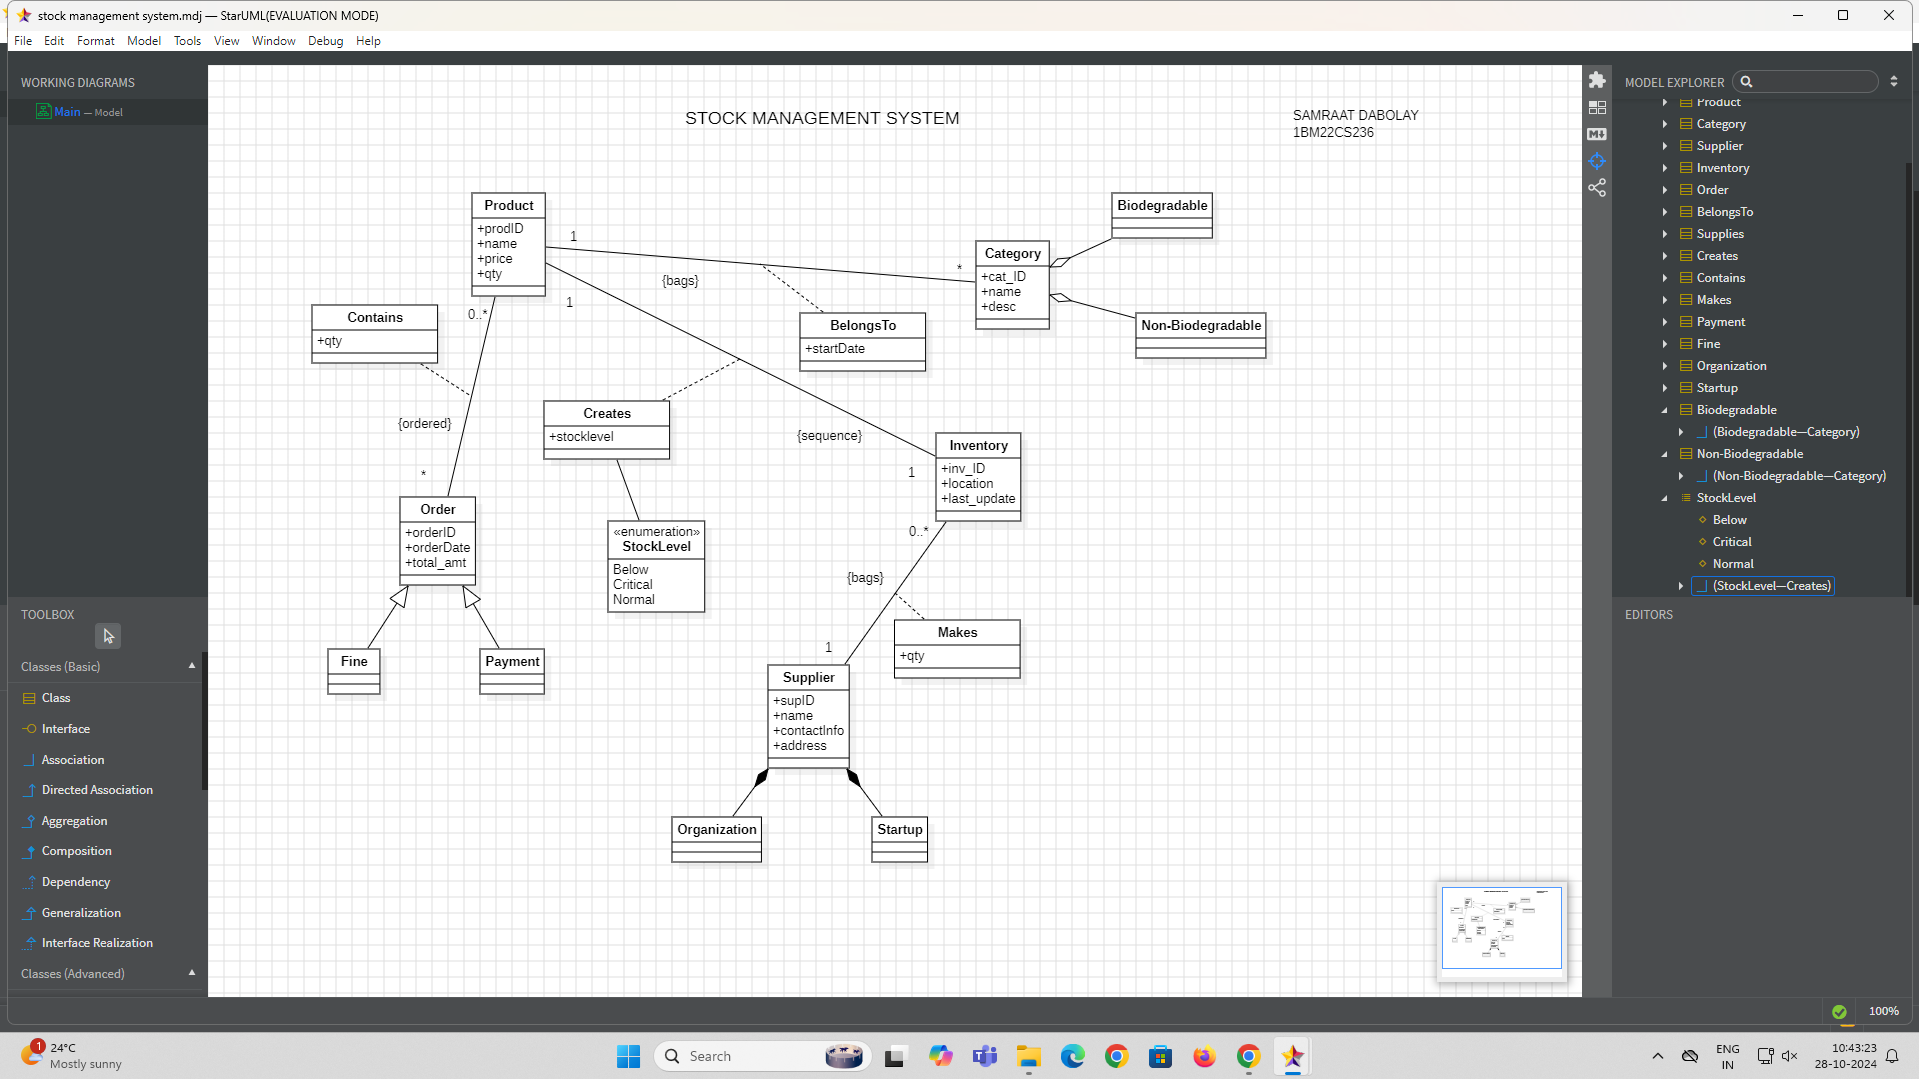 stock management system.mdj — StarUML(EVALUATION MODE)
File Edit Format Model Tools View Window Debug Help
WORKING DIAGRAMS
Main — Model
TOOLBOX
Classes (Basic)
Class
Interface
Association
Directed Association
Aggregation
Composition
Dependency
Generalization
Interface Realization
Classes (Advanced)
STOCK MANAGEMENT SYSTEM
SAMRAAT DABOLAY
1BM22CS236
Product
+prodID
+name
+price
+qty
1
*
{bags}
1
0..*
Category
+cat_ID
+name
+desc
Biodegradable
Non-Biodegradable
BelongsTo
+startDate
Contains
+qty
{ordered}
*
Creates
+stocklevel
{sequence}
1
Inventory
+inv_ID
+location
+last_update
0..*
Order
+orderID
+orderDate
+total_amt
«enumeration»
StockLevel
Below
Critical
Normal
{bags}
1
Makes
+qty
Fine
Payment
Supplier
+supID
+name
+contactInfo
+address
Organization
Startup
MODEL EXPLORER
Product
Category
Supplier
Inventory
Order
BelongsTo
Supplies
Creates
Contains
Makes
Payment
Fine
Organization
Startup
Biodegradable
(Biodegradable—Category)
Non-Biodegradable
(Non-Biodegradable—Category)
StockLevel
Below
Critical
Normal
(StockLevel—Creates)
EDITORS
100%
1
24°C
Mostly sunny
Search
ENG
IN
10:43:23
28-10-2024